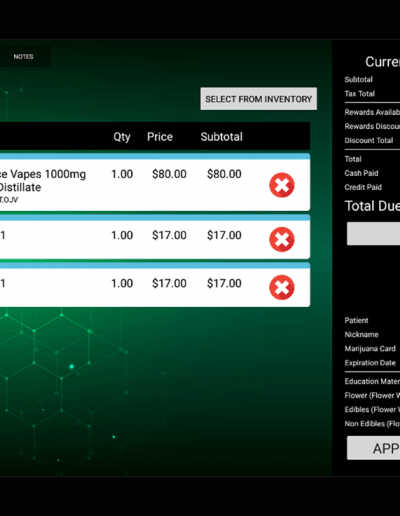 NOTES
SELECT FROM INVENTORY
Qty Price Subtotal
ce Vapes 1000mg 1.00 $80.00 $80.00
Distillate
T.OJV
1 1.00 $17.00 $17.00
1 1.00 $17.00 $17.00
Curre
Subtotal
Tax Total
Rewards Availab
Rewards Discou
Discount Total
Total
Cash Paid
Credit Paid
Total Due
Patient
Nickname
Marijuana Card
Expiration Date
Education Mater
Flower (Flower W
Edibles (Flower W
Non Edibles (Flo
APP